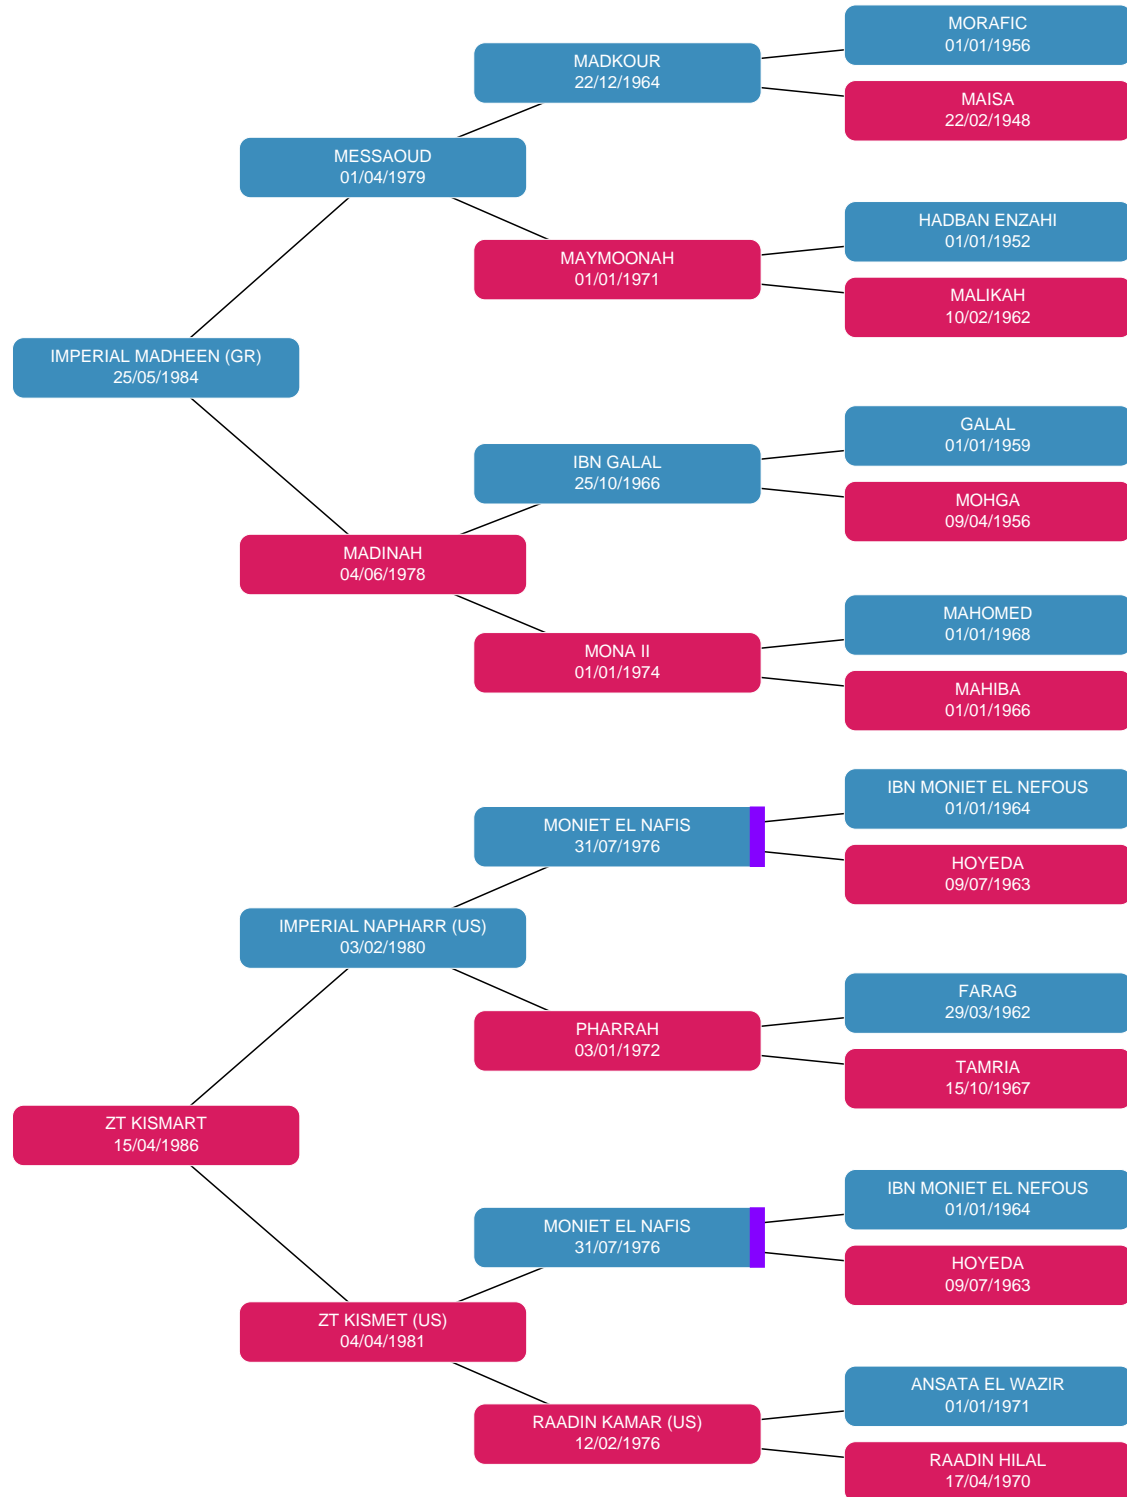 MORAFIC
01/01/1956
MADKOUR
22/12/1964
MAISA
22/02/1948
MESSAOUD
01/04/1979
HADBAN ENZAHI
01/01/1952
MAYMOONAH
01/01/1971
MALIKAH
10/02/1962
IMPERIAL MADHEEN (GR)
25/05/1984
GALAL
01/01/1959
IBN GALAL
25/10/1966
MOHGA
09/04/1956
MADINAH
04/06/1978
MAHOMED
01/01/1968
MONA II
01/01/1974
MAHIBA
01/01/1966
IBN MONIET EL NEFOUS
01/01/1964
MONIET EL NAFIS
31/07/1976
HOYEDA
09/07/1963
IMPERIAL NAPHARR (US)
03/02/1980
FARAG
29/03/1962
PHARRAH
03/01/1972
TAMRIA
15/10/1967
ZT KISMART
15/04/1986
IBN MONIET EL NEFOUS
01/01/1964
MONIET EL NAFIS
31/07/1976
HOYEDA
09/07/1963
ZT KISMET (US)
04/04/1981
ANSATA EL WAZIR
01/01/1971
RAADIN KAMAR (US)
12/02/1976
RAADIN HILAL
17/04/1970